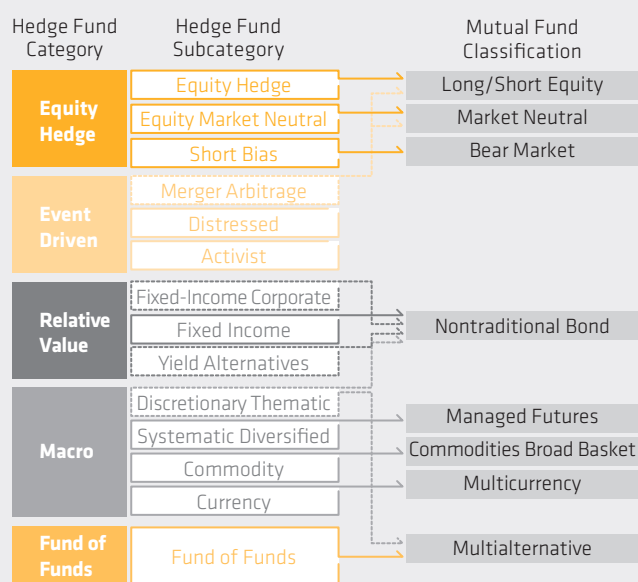 Hedge Fund
Category
Hedge Fund
Subcategory
Mutual Fund
Classification
Equity
Hedge
Equity Hedge
Equity Market Neutral
Short Bias
Long/Short Equity
Market Neutral
Bear Market
Event
Driven
Merger Arbitrage
Distressed
Activist
Relative
Value
Fixed-Income Corporate
Fixed Income
Yield Alternatives
Nontraditional Bond
Macro
Discretionary Thematic
Systematic Diversified
Commodity
Currency
Managed Futures
Commodities Broad Basket
Multicurrency
Fund of
Funds
Fund of Funds
Multialternative